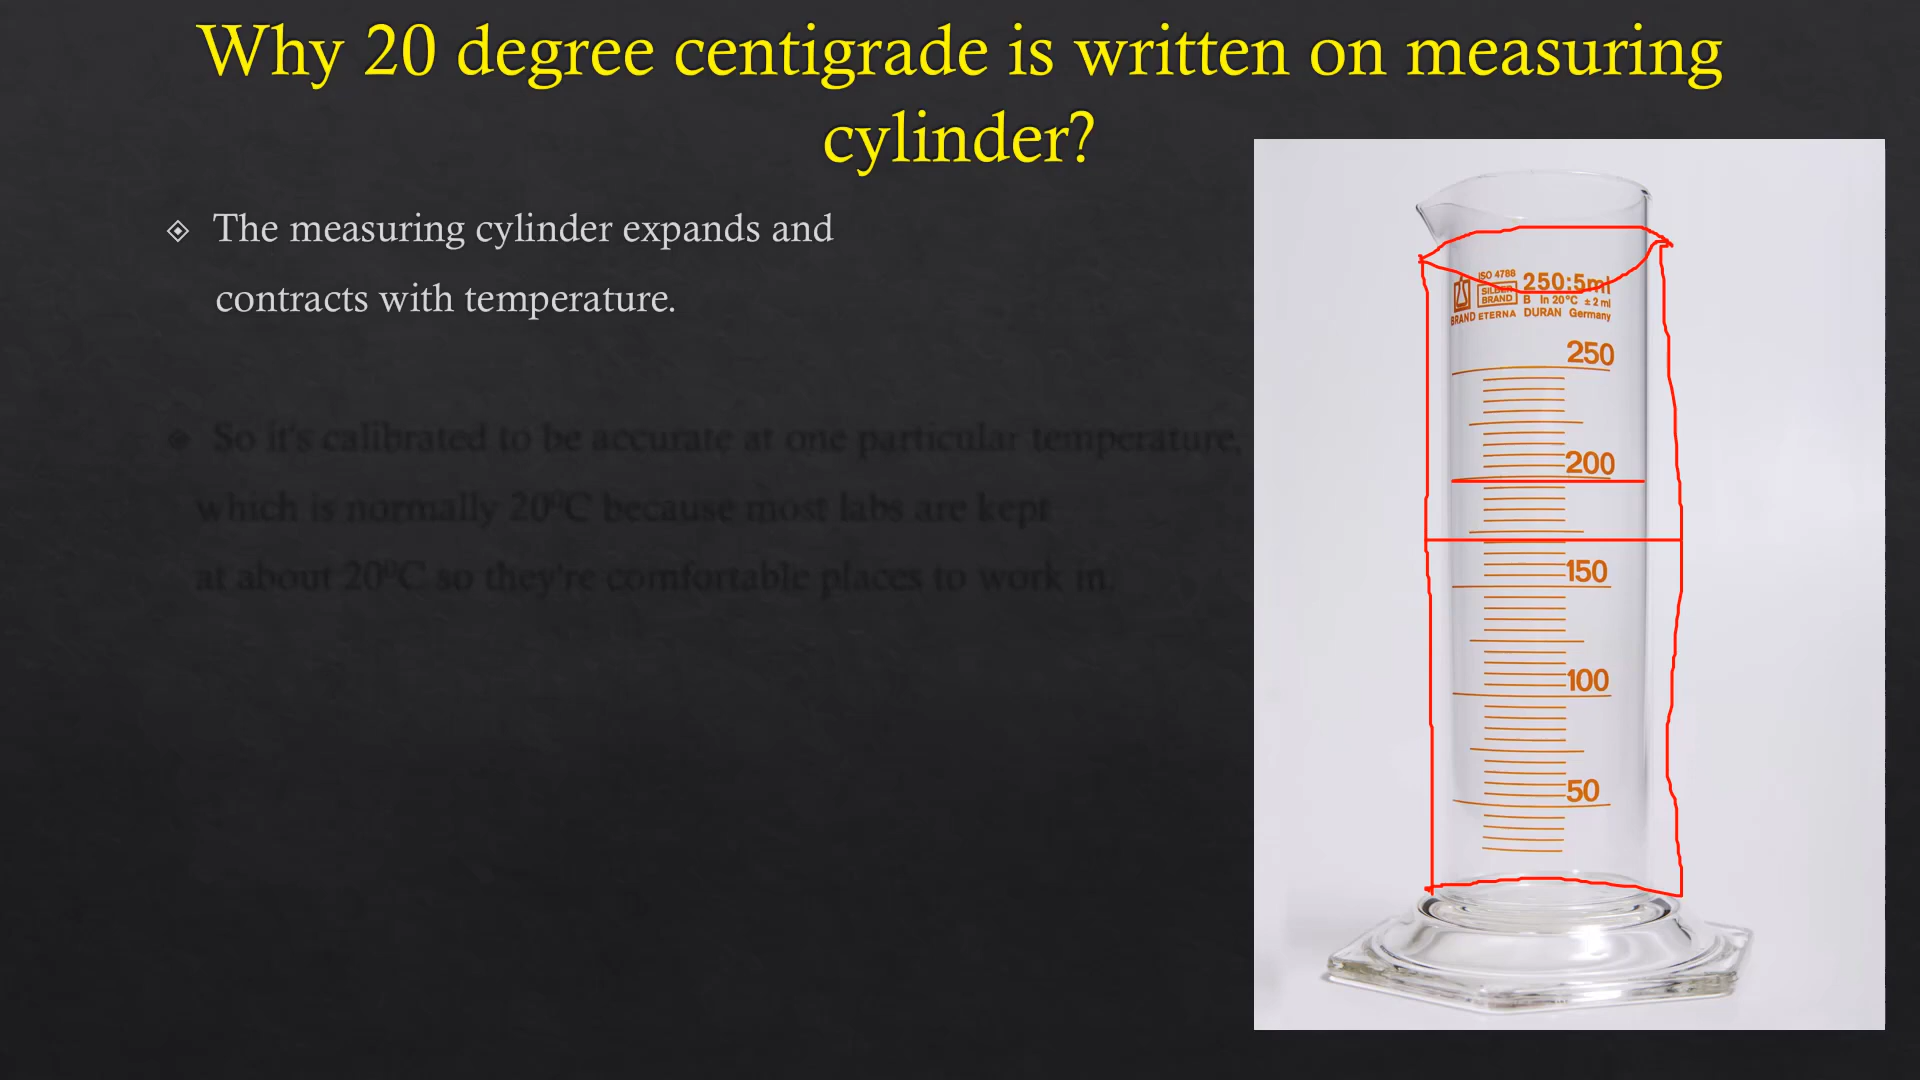 Why 20 degree centigrade is written on measuring
cylinder?
The measuring cylinder expands and
contracts with temperature.
So it's calibrated to be accurate at one particular temperature,
which is normally 20⁰C because most labs are kept
at about 20⁰C so they're comfortable places to work in.
ISO 4788
SILBER
BRAND
250:5ml
B In 20°C ±2 ml
BRAND ETERNA DURAN Germany
250
200
150
100
50